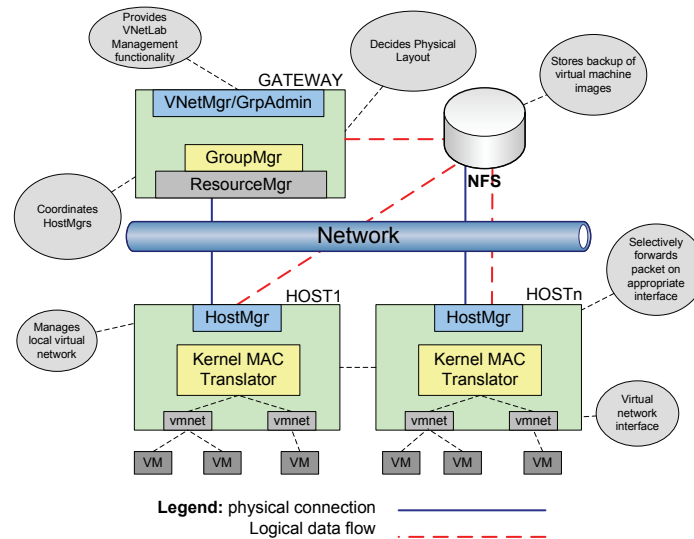 Provides
VNetLab
Management
functionality
Decides Physical
Layout
Stores backup of
virtual machine
images
GATEWAY
VNetMgr/GrpAdmin
GroupMgr
ResourceMgr
NFS
Coordinates
HostMgrs
Network
Selectively
forwards
packet on
appropriate
interface
HOST1
HOSTn
Manages
local virtual
network
HostMgr
HostMgr
Kernel MAC
Translator
Kernel MAC
Translator
Virtual
network
interface
vmnet
vmnet
vmnet
vmnet
VM
VM
VM
VM
VM
VM
Legend: physical connection
Logical data flow